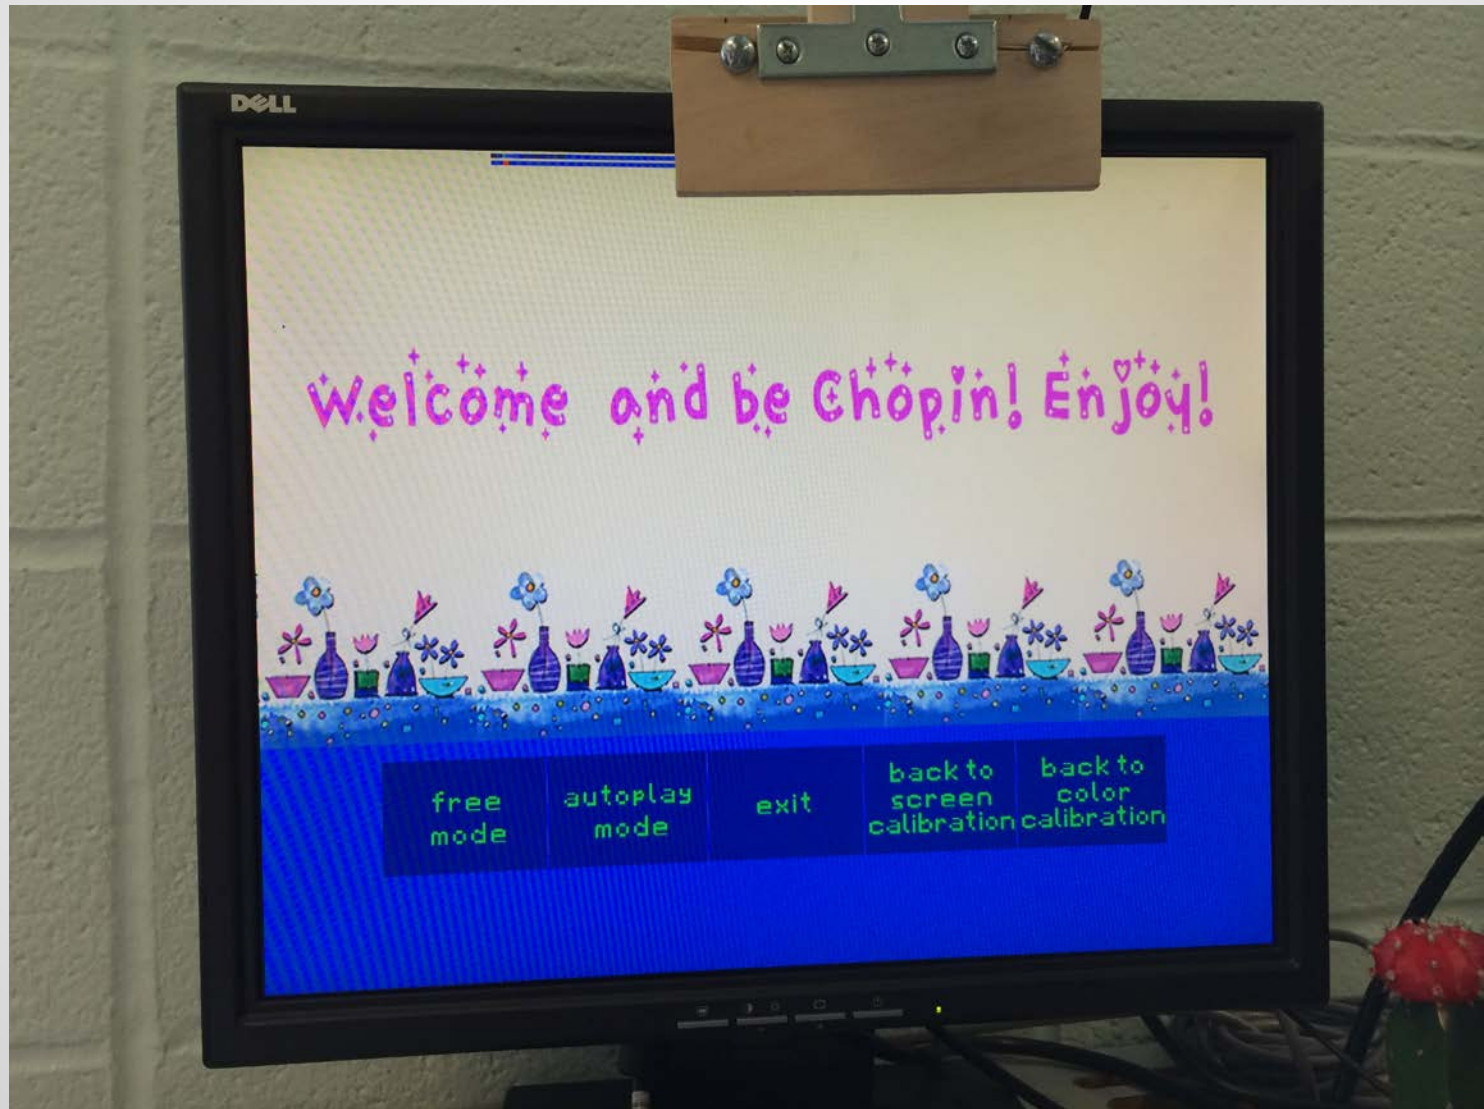 DELL
Welcome and be Chopin! Enjoy!
free
mode
autoplay
mode
exit
back to
screen
calibration
back to
color
calibration